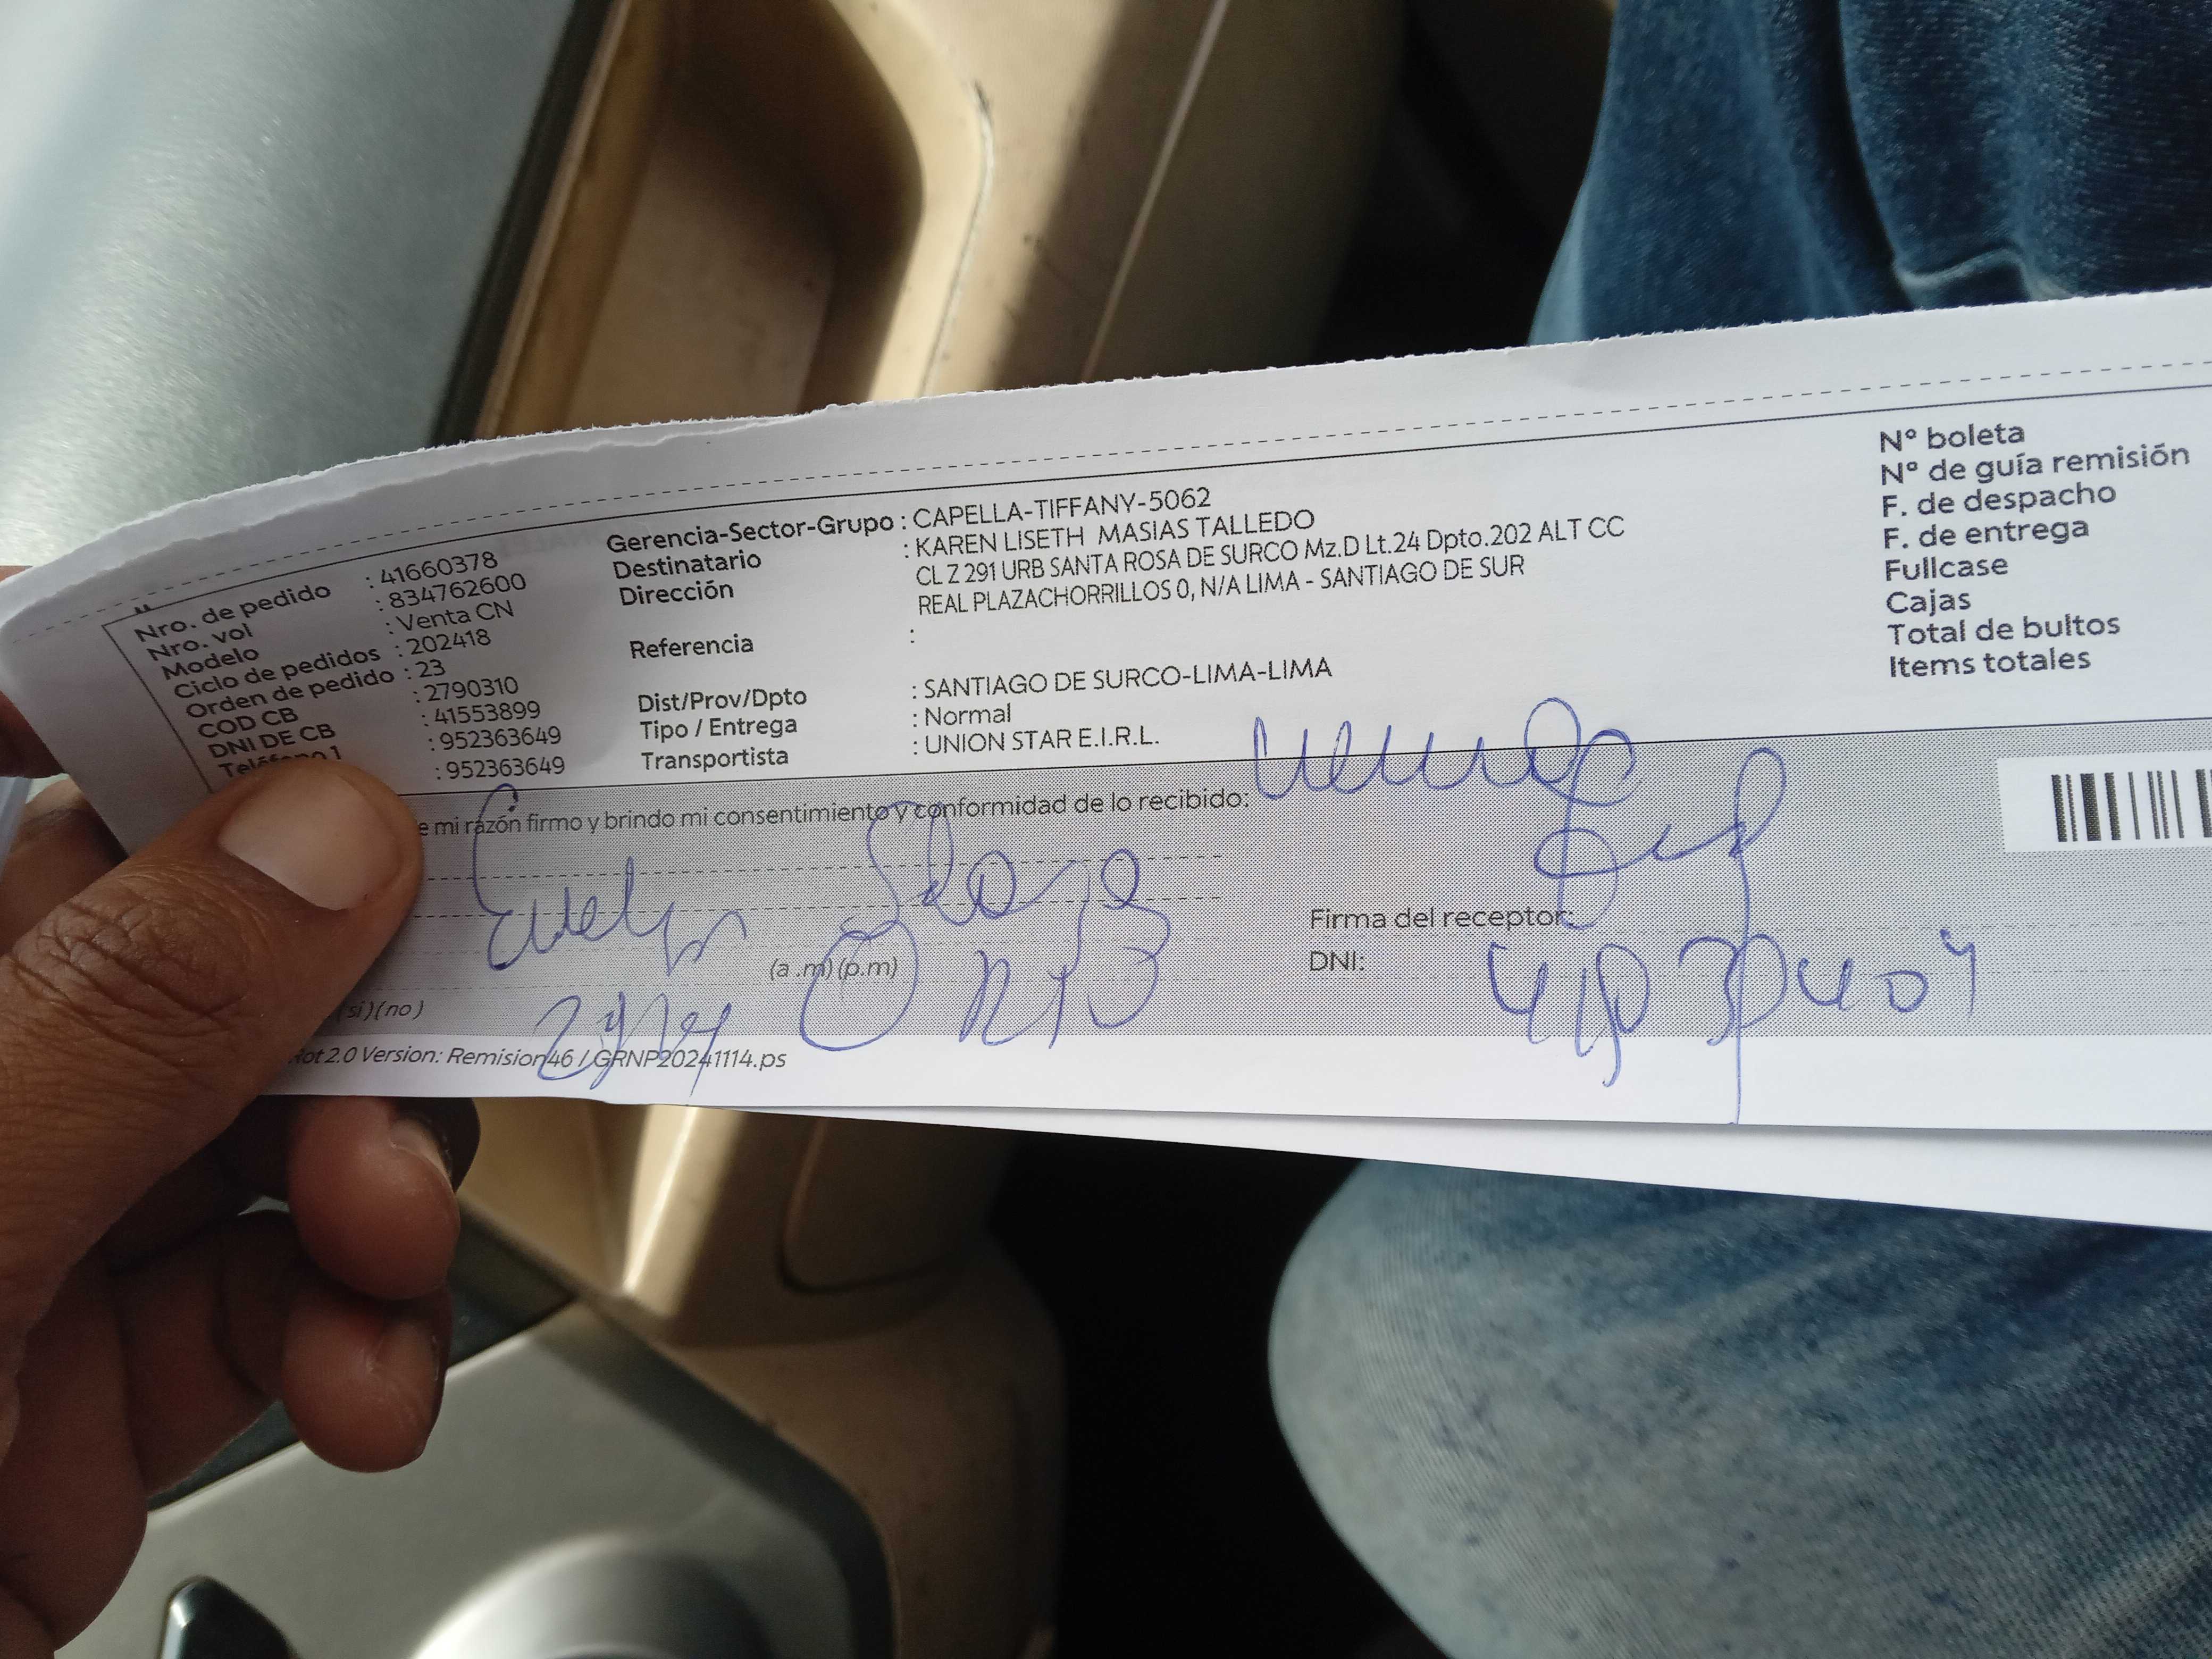 Nro. de pedido : 41660378
Nro. vol : 834762600
Modelo : Venta CN
Ciclo de pedidos : 202418
Orden de pedido : 23
COD CB : 2790310
DNI DE CB : 41553899
Teléfono 1 : 952363649
: 952363649
Gerencia-Sector-Grupo : CAPELLA-TIFFANY-5062
Destinatario : KAREN LISETH MASIAS TALLEDO
Dirección CL Z 291 URB SANTA ROSA DE SURCO Mz.D Lt.24 Dpto.202 ALT CC
REAL PLAZACHORRILLOS 0, N/A LIMA - SANTIAGO DE SUR
Referencia :
Dist/Prov/Dpto : SANTIAGO DE SURCO-LIMA-LIMA
Tipo / Entrega : Normal
Transportista : UNION STAR E.I.R.L.
N° boleta
N° de guía remisión
F. de despacho
F. de entrega
Fullcase
Cajas
Total de bultos
Items totales
e mi razón firmo y brindo mi consentimiento y conformidad de lo recibido:
Evelyn
(a .m) (p.m)
(si) (no)
Firma del receptor:
DNI:
Rot 2.0 Version: Remision46 / GRNP20241114.ps